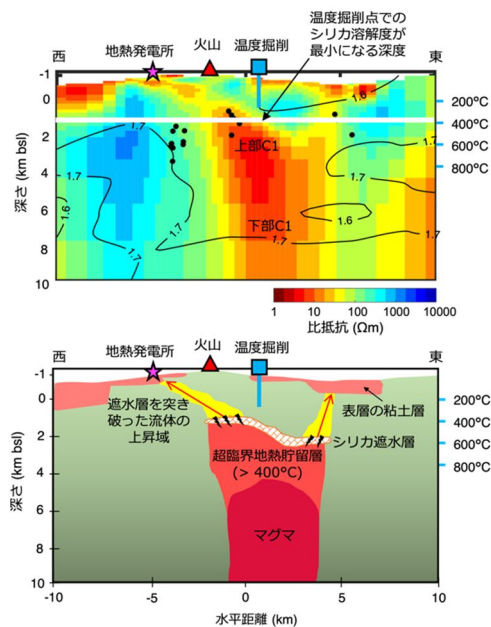 温度掘削点での
シリカ溶解度が
最小になる深度
西
地熱発電所
火山
温度掘削
東
-1
0
2
4
6
8
10
深さ (km bsl)
1.6
1.7
1.7
1.6
1.7
1.7
1.6
1.7
1.7
上部C1
下部C1
200℃
400℃
600℃
800℃
1
10
100
1000
10000
比抵抗 (Ωm)
西
地熱発電所
火山
温度掘削
東
-1
0
2
4
6
8
10
深さ (km bsl)
遮水層を突き
破った流体の
上昇域
表層の粘土層
シリカ遮水層
超臨界地熱貯留層
(> 400℃)
マグマ
200℃
400℃
600℃
800℃
-10
-5
0
5
10
水平距離 (km)